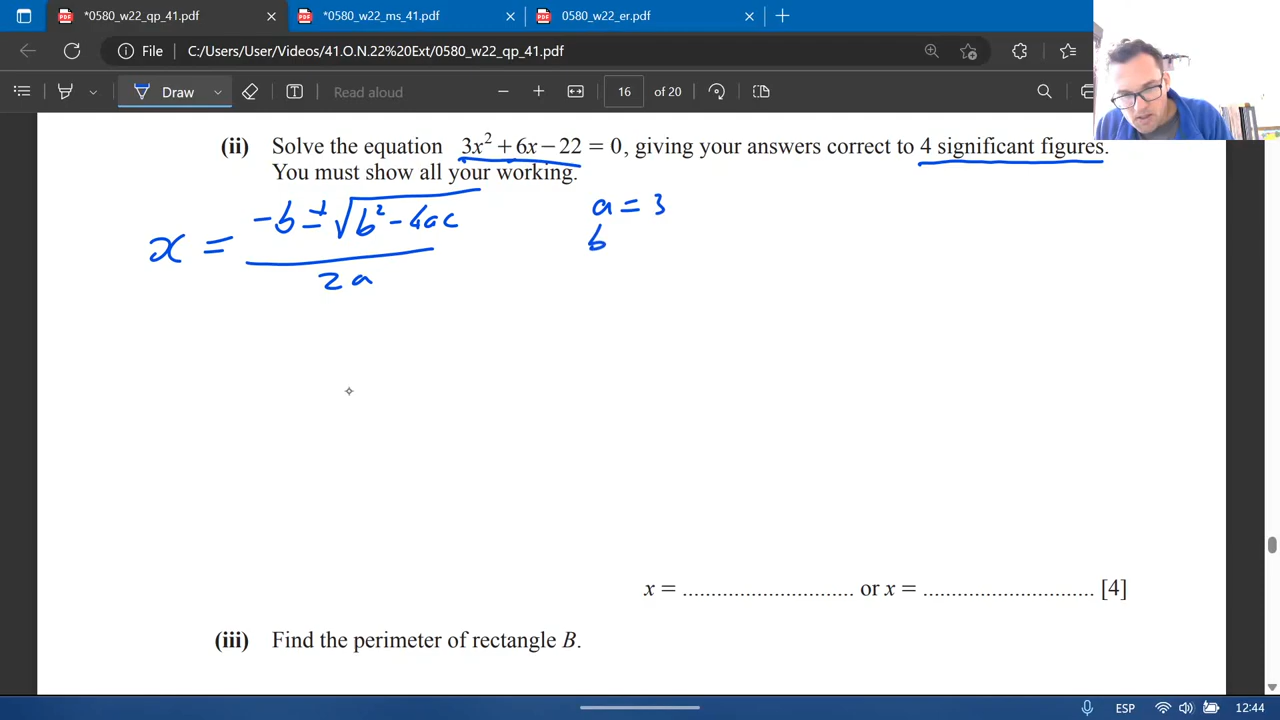 *0580_w22_qp_41.pdf
*0580_w22_ms_41.pdf
0580_w22_er.pdf
File C:/Users/User/Videos/41.O.N.22%20Ext/0580_w22_qp_41.pdf
Draw
Read aloud
16 of 20
(ii) Solve the equation 3x² + 6x − 22 = 0, giving your answers correct to 4 significant figures.
You must show all your working.
x = (-b ± √(b² - 4ac)) / 2a
a = 3
b
x = .............................. or x = .............................. [4]
(iii) Find the perimeter of rectangle B.
ESP
12:44